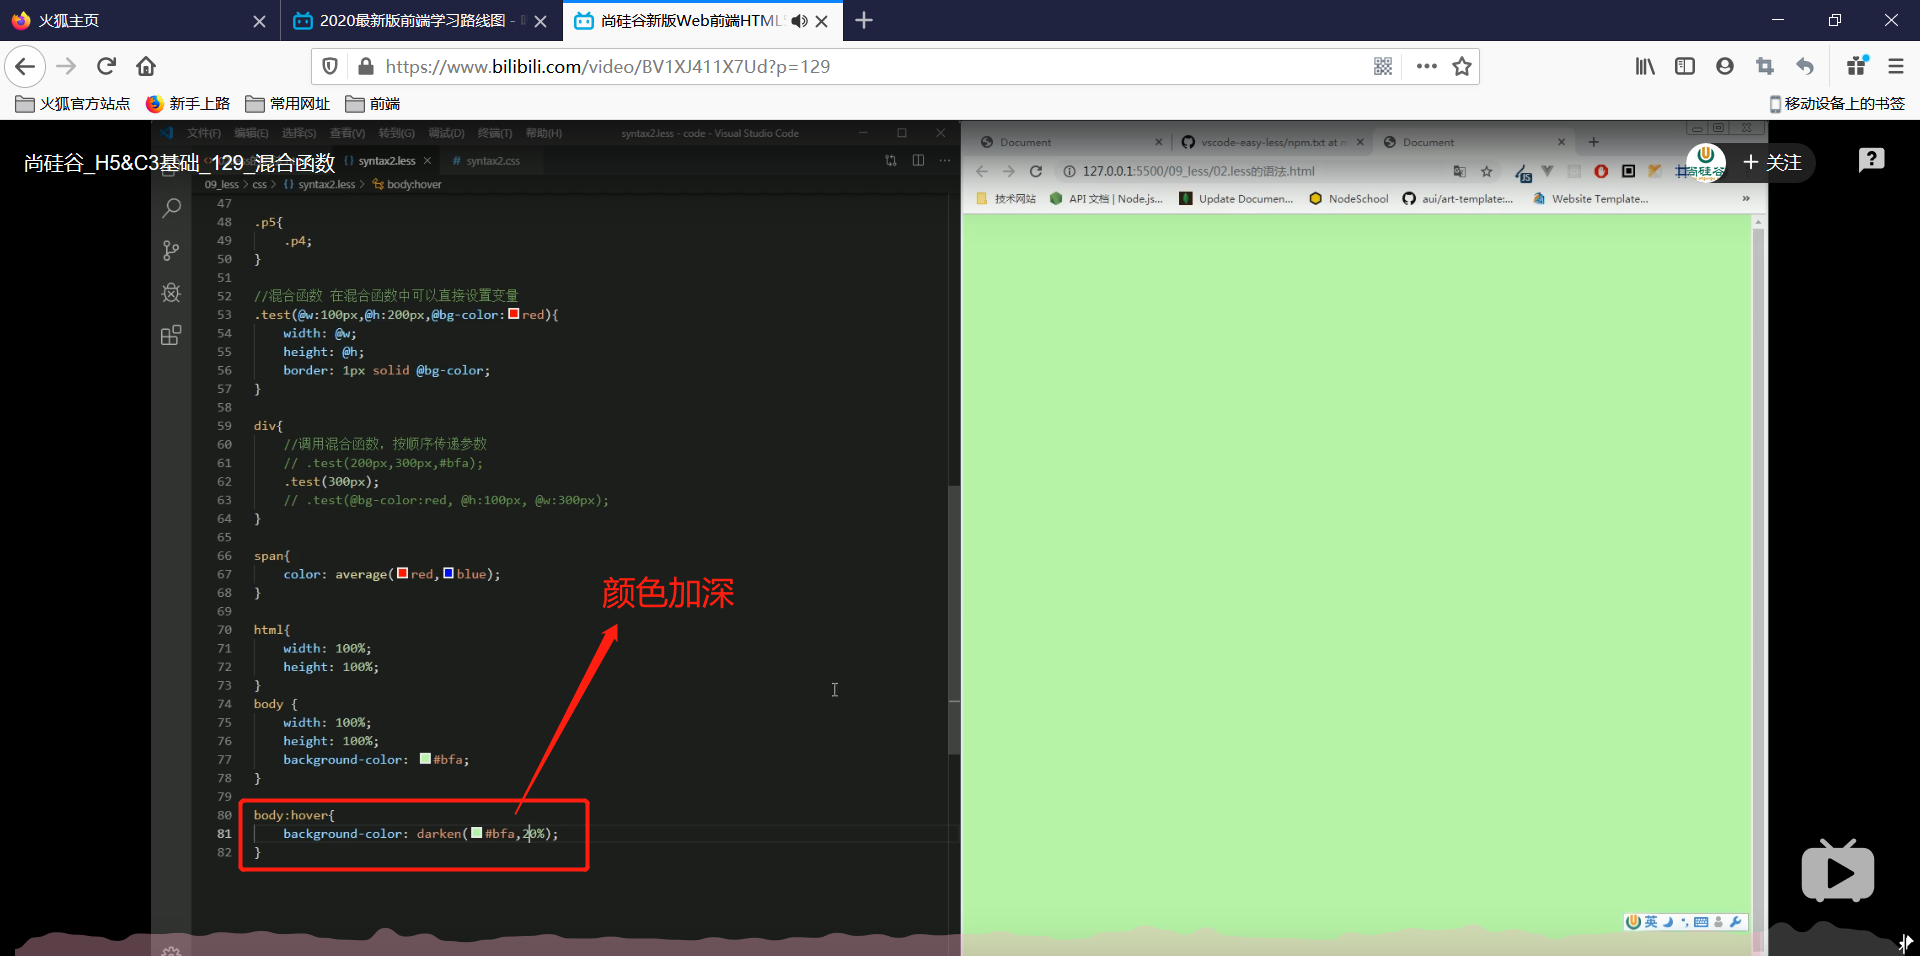 火狐主页
2020最新版前端学习路线图 -
尚硅谷新版Web前端HTML
https://www.bilibili.com/video/BV1XJ411X7Ud?p=129
火狐官方站点
新手上路
常用网址
前端
移动设备上的书签
文件(F) 编辑(E) 选择(S) 查看(V) 转到(G) 调试(D) 终端(T) 帮助(H)
syntax2.less - code - Visual Studio Code
尚硅谷_H5&C3基础_129_混合函数
syntax2.less
# syntax2.css
09_less > css > {} syntax2.less > body:hover
47
48 .p5{
49 .p4;
50 }
51
52 //混合函数 在混合函数中可以直接设置变量
53 .test(@w:100px,@h:200px,@bg-color:red){
54 width: @w;
55 height: @h;
56 border: 1px solid @bg-color;
57 }
58
59 div{
60 //调用混合函数，按顺序传递参数
61 // .test(200px,300px,#bfa);
62 .test(300px);
63 // .test(@bg-color:red, @h:100px, @w:300px);
64 }
65
66 span{
67 color: average(red,blue);
68 }
69
70 html{
71 width: 100%;
72 height: 100%;
73 }
74 body {
75 width: 100%;
76 height: 100%;
77 background-color: #bfa;
78 }
79
80 body:hover{
81 background-color: darken(#bfa,20%);
82 }
颜色加深
Document
vscode-easy-less/npm.txt at m
Document
127.0.0.1:5500/09_less/02.less的语法.html
技术网站
API 文档 | Node.js...
Update Documen...
NodeSchool
aui/art-template:...
Website Template...
尚硅谷
+ 关注
英